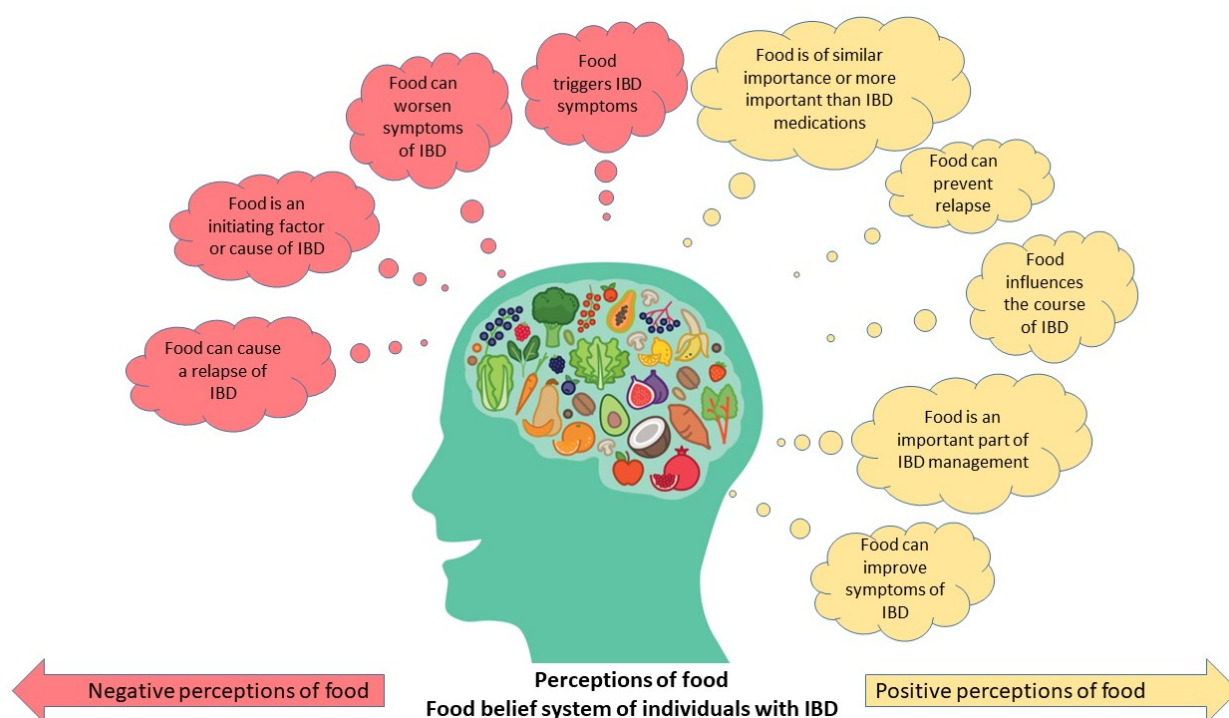 Food
triggers IBD
symptoms
Food is of similar
importance or more
important than IBD
medications
Food can
worsen
symptoms
of IBD
Food can
prevent
relapse
Food is an
initiating factor
or cause of IBD
Food
influences
the course
of IBD
Food can cause
a relapse of
IBD
Food is an
important part of
IBD management
Food can
improve
symptoms of
IBD
Negative perceptions of food
Perceptions of food
Food belief system of individuals with IBD
Positive perceptions of food